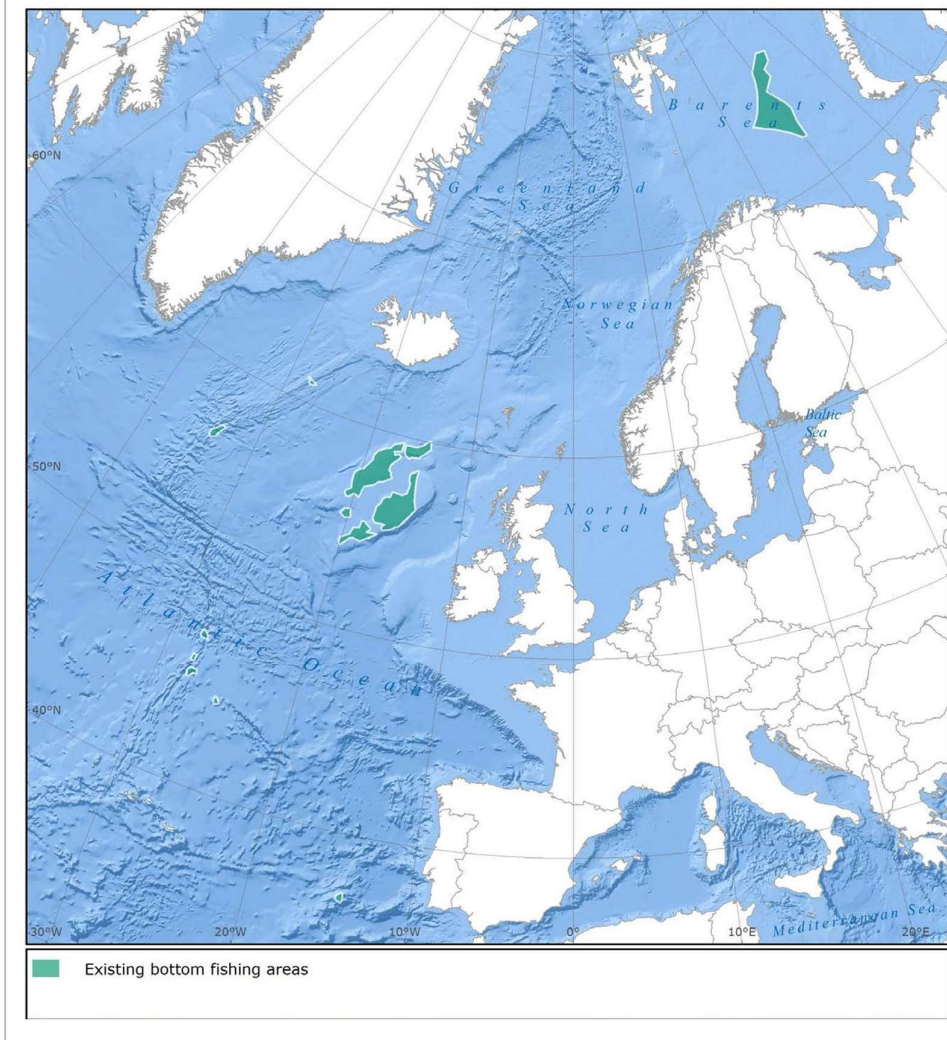 Barents
Sea
60°N
Greenland
Sea
Norwegian
Sea
Baltic
Sea
50°N
North
Sea
Atlantic Ocean
40°N
Mediterranean Sea
30°W
20°W
10°W
0°
10°E
20°E
Existing bottom fishing areas